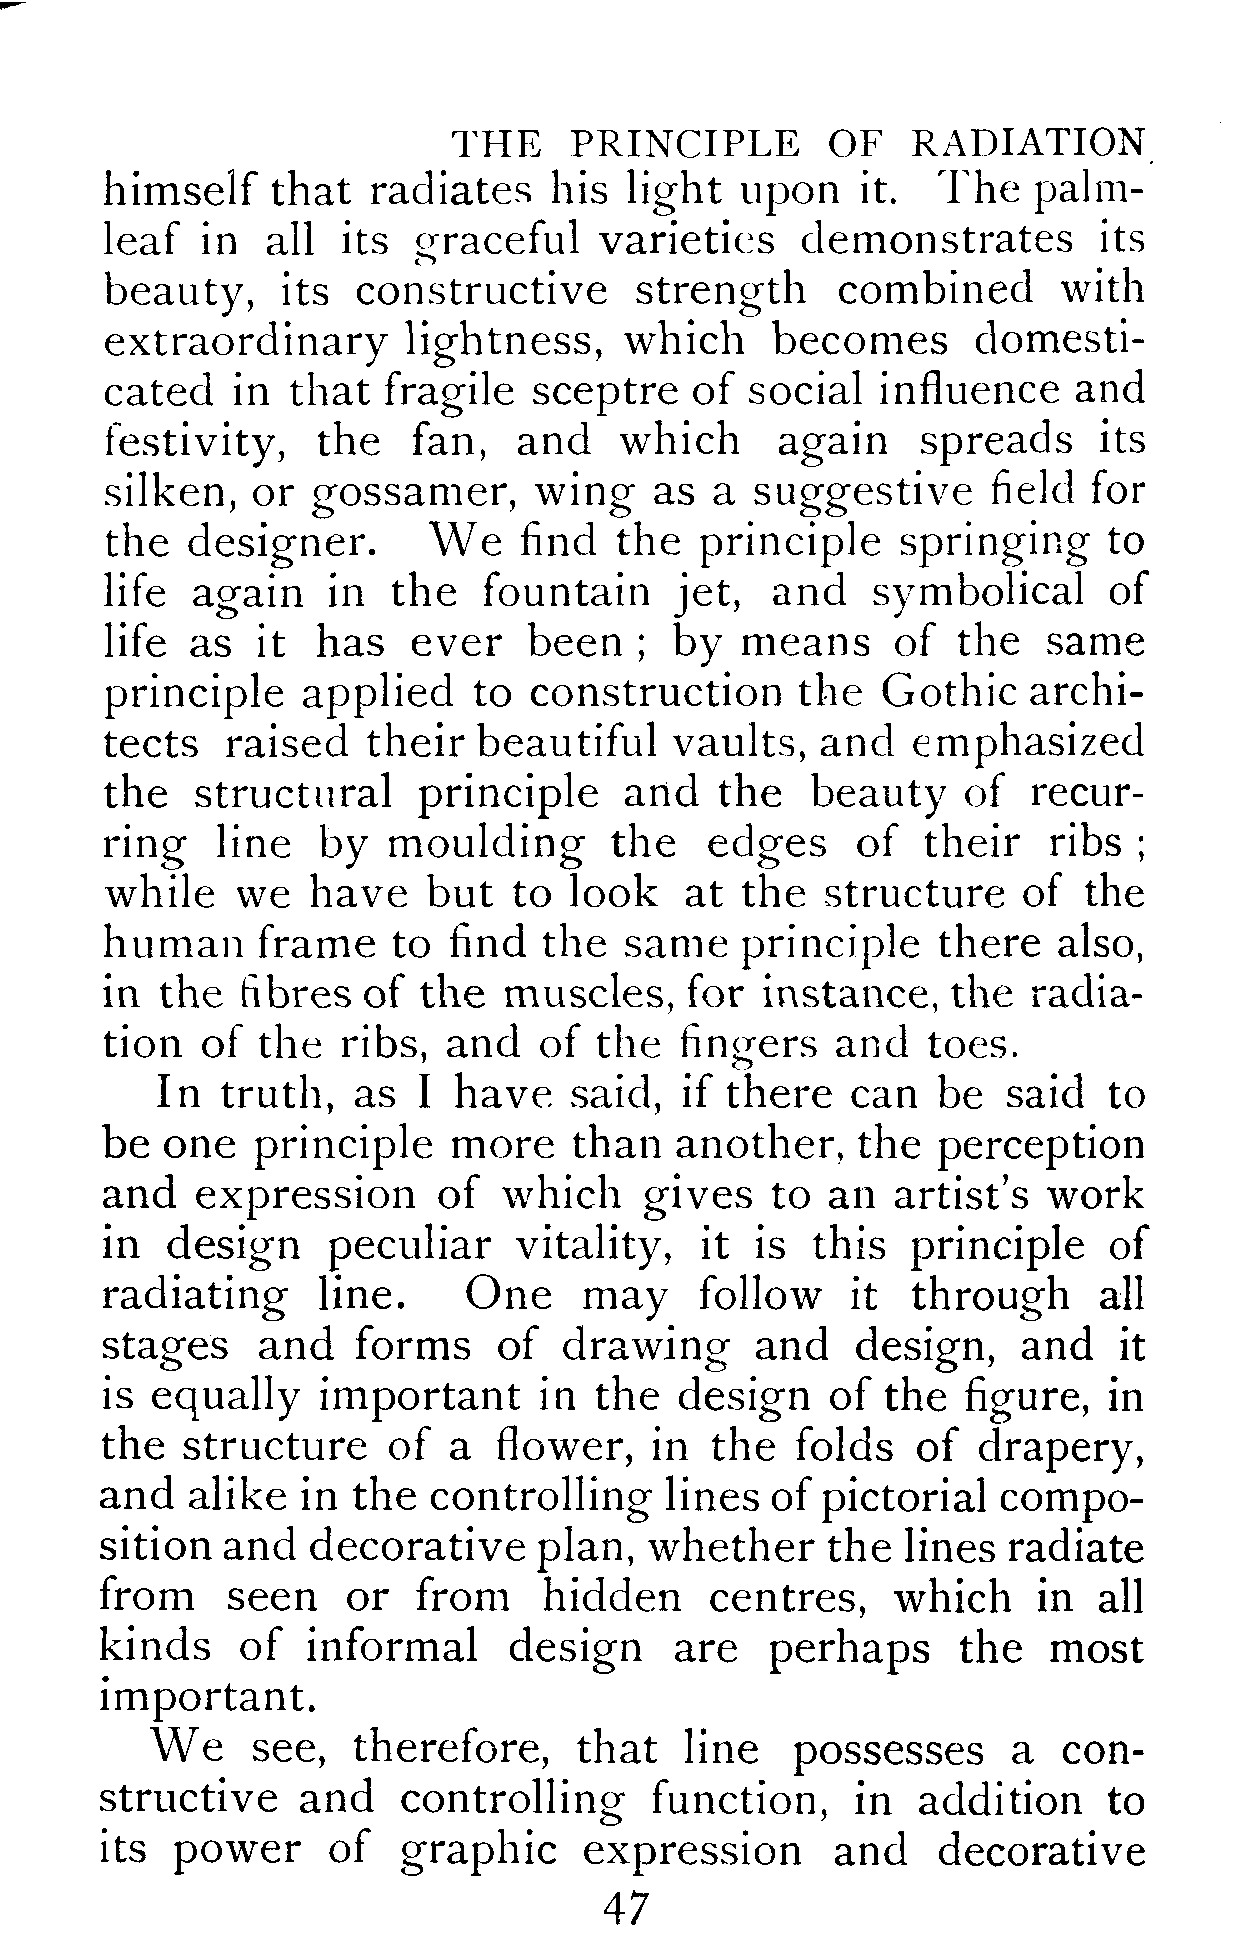 THE PRINCIPLE OF RADIATION
himself that radiates his light upon it. The palm-
leaf in all its graceful varieties demonstrates its
beauty, its constructive strength combined with
extraordinary lightness, which becomes domesti-
cated in that fragile sceptre of social influence and
festivity, the fan, and which again spreads its
silken, or gossamer, wing as a suggestive field for
the designer. We find the principle springing to
life again in the fountain jet, and symbolical of
life as it has ever been ; by means of the same
principle applied to construction the Gothic archi-
tects raised their beautiful vaults, and emphasized
the structural principle and the beauty of recur-
ring line by moulding the edges of their ribs ;
while we have but to look at the structure of the
human frame to find the same principle there also,
in the fibres of the muscles, for instance, the radia-
tion of the ribs, and of the fingers and toes.
In truth, as I have said, if there can be said to
be one principle more than another, the perception
and expression of which gives to an artist's work
in design peculiar vitality, it is this principle of
radiating line. One may follow it through all
stages and forms of drawing and design, and it
is equally important in the design of the figure, in
the structure of a flower, in the folds of drapery,
and alike in the controlling lines of pictorial compo-
sition and decorative plan, whether the lines radiate
from seen or from hidden centres, which in all
kinds of informal design are perhaps the most
important.
We see, therefore, that line possesses a con-
structive and controlling function, in addition to
its power of graphic expression and decorative
47